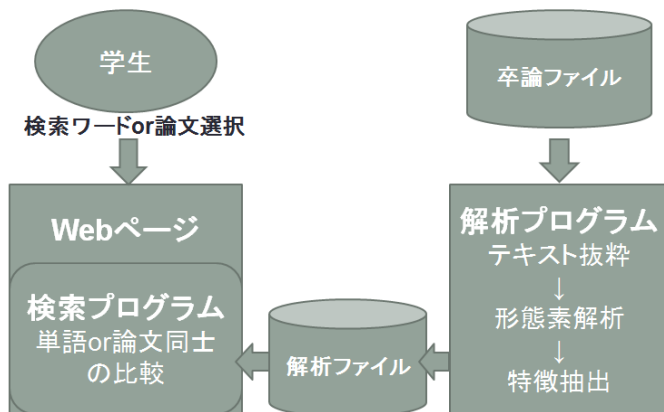 学生
検索ワードor論文選択
Webページ
検索プログラム
単語or論文同士
の比較
卒論ファイル
解析プログラム
テキスト抜粋
↓
形態素解析
↓
特徴抽出
解析ファイル